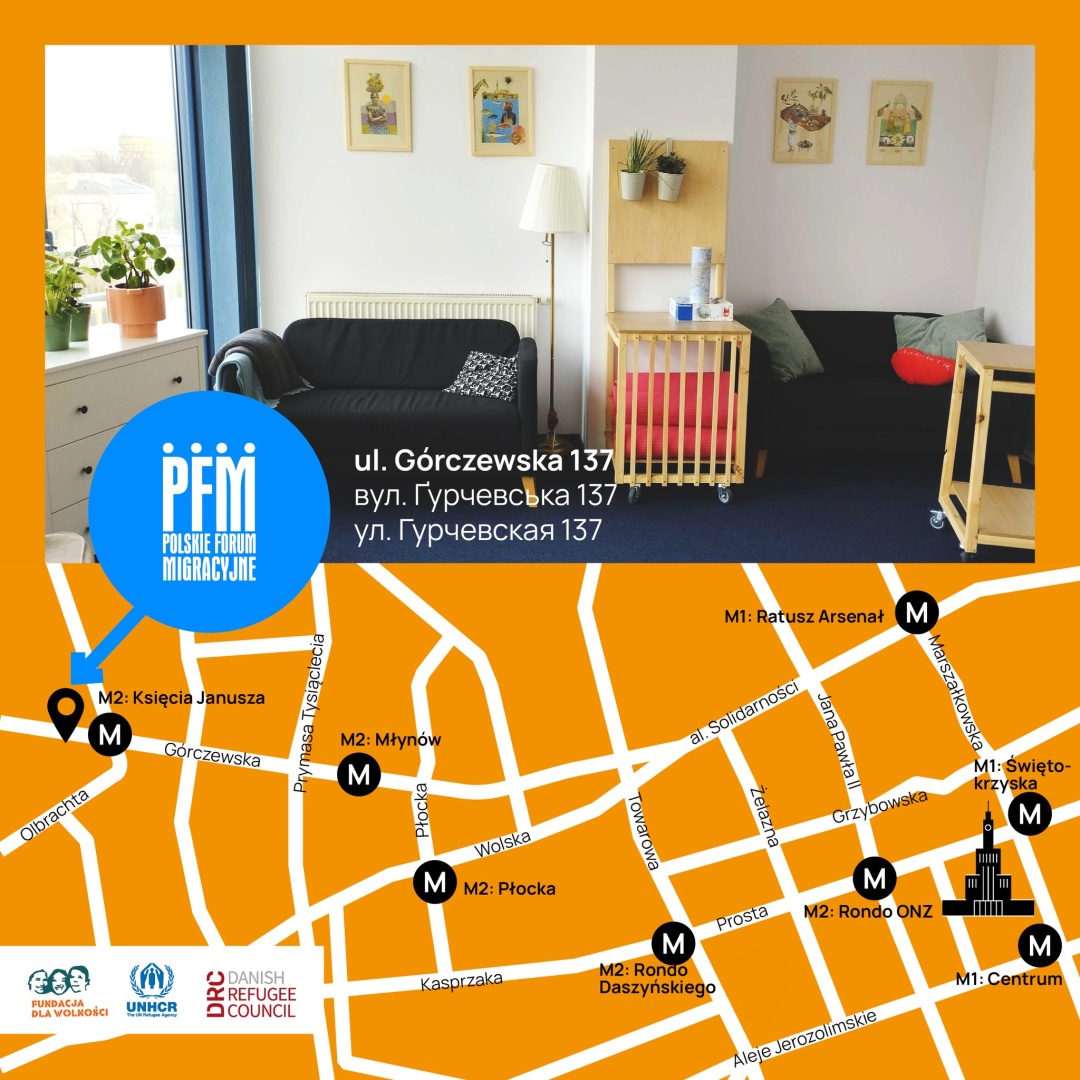 ul. Górczewska 137
вул. Ґурчевська 137
ул. Гурчевская 137
PFM
POLSKIE FORUM
MIGRACYJNE
M1: Ratusz Arsenał
M
Marszałkowska
M2: Księcia Janusza
M
Górczewska
Prymasa Tysiąclecia
M2: Młynów
M
al. Solidarności
Jana Pawła II
M1: Święto-
krzyska
M
Olbrachta
Płocka
Wolska
Towarowa
Żelazna
Grzybowska
M
M2: Płocka
M
M2: Rondo ONZ
Prosta
M
M2: Rondo
Daszyńskiego
Kasprzaka
M
M1: Centrum
Aleje Jerozolimskie
FUNDACJA
DLA WOLNOŚCI
UNHCR
The UN Refugee Agency
DRC
DANISH
REFUGEE
COUNCIL